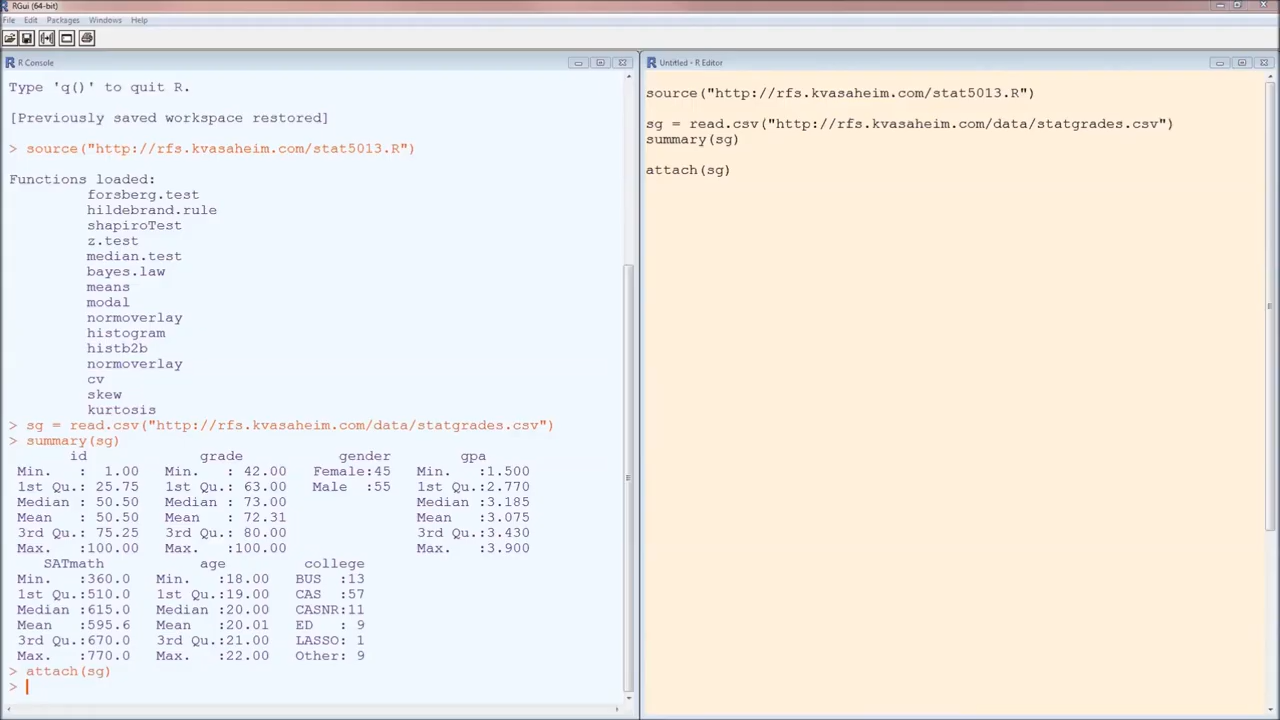 RGui (64-bit)
File Edit Packages Windows Help
R Console
Type 'q()' to quit R.
[Previously saved workspace restored]
> source("http://rfs.kvasaheim.com/stat5013.R")
Functions loaded:
forsberg.test
hildebrand.rule
shapiroTest
z.test
median.test
bayes.law
means
modal
normoverlay
histogram
histb2b
normoverlay
cv
skew
kurtosis
> sg = read.csv("http://rfs.kvasaheim.com/data/statgrades.csv")
> summary(sg)
id grade gender gpa
Min. : 1.00 Min. : 42.00 Female:45 Min. :1.500
1st Qu.: 25.75 1st Qu.: 63.00 Male :55 1st Qu.:2.770
Median : 50.50 Median : 73.00 Median :3.185
Mean : 50.50 Mean : 72.31 Mean :3.075
3rd Qu.: 75.25 3rd Qu.: 80.00 3rd Qu.:3.430
Max. :100.00 Max. :100.00 Max. :3.900
SATmath age college
Min. :360.0 Min. :18.00 BUS :13
1st Qu.:510.0 1st Qu.:19.00 CAS :57
Median :615.0 Median :20.00 CASNR:11
Mean :595.6 Mean :20.01 ED : 9
3rd Qu.:670.0 3rd Qu.:21.00 LASSO: 1
Max. :770.0 Max. :22.00 Other: 9
> attach(sg)
>
Untitled - R Editor
source("http://rfs.kvasaheim.com/stat5013.R")
sg = read.csv("http://rfs.kvasaheim.com/data/statgrades.csv")
summary(sg)
attach(sg)